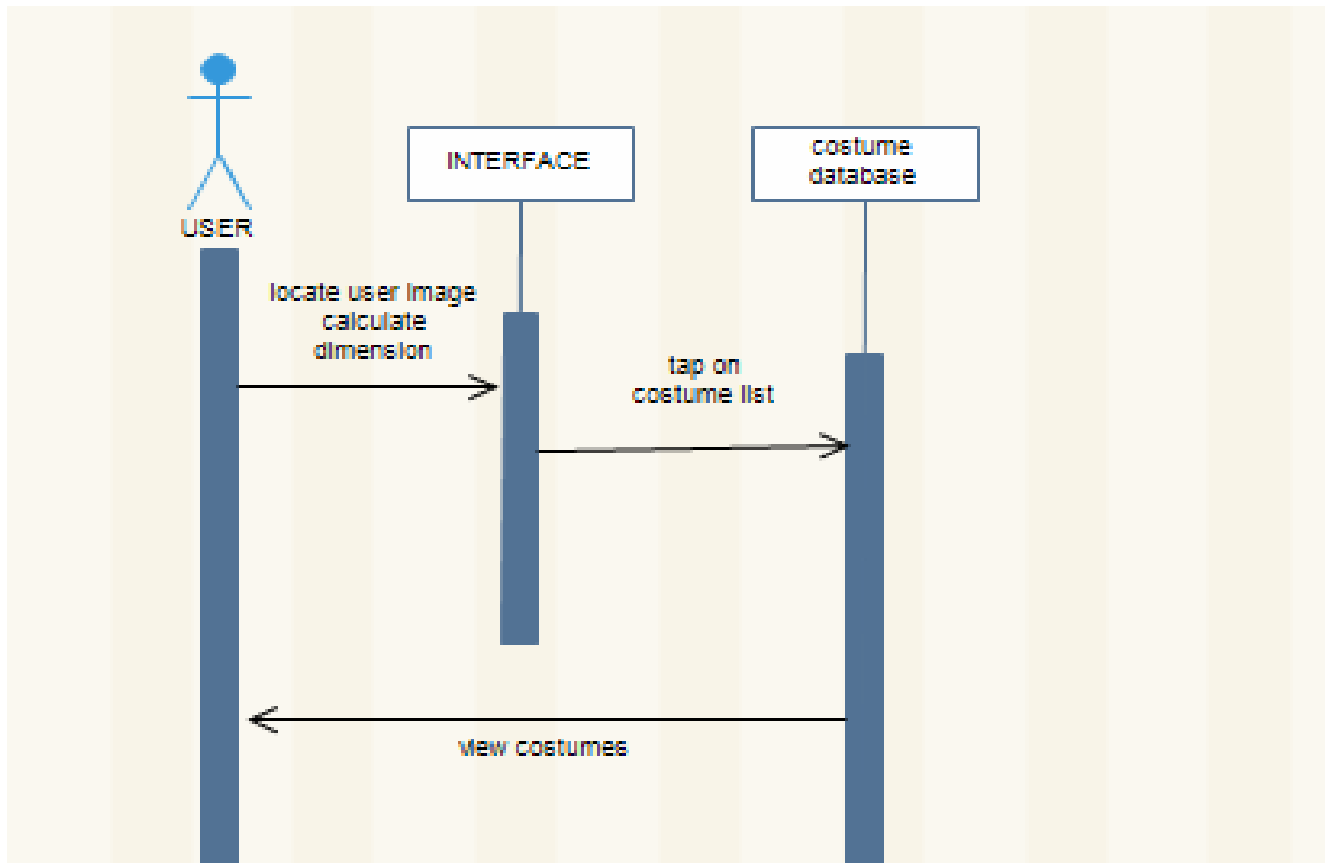 USER
INTERFACE
costume
database
locate user image
calculate
dimension
tap on
costume list
view costumes